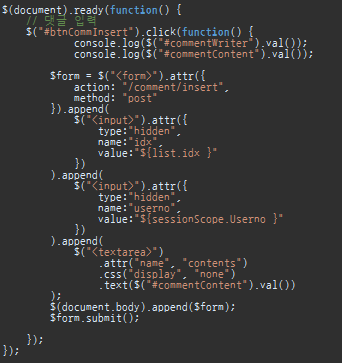 $(document).ready(function() {
// 댓글 입력
$("#btnCommInsert").click(function() {
console.log($("#commentWriter").val());
console.log($("#commentContent").val());
$form = $("<form>").attr({
action: "/comment/insert",
method: "post"
}).append(
$("<input>").attr({
type:"hidden",
name:"idx",
value:"${list.idx }"
})
).append(
$("<input>").attr({
type:"hidden",
name:"userno",
value:"${sessionScope.Userno }"
})
).append(
$("<textarea>")
.attr("name", "contents")
.css("display", "none")
.text($("#commentContent").val())
);
$(document.body).append($form);
$form.submit();
});
});